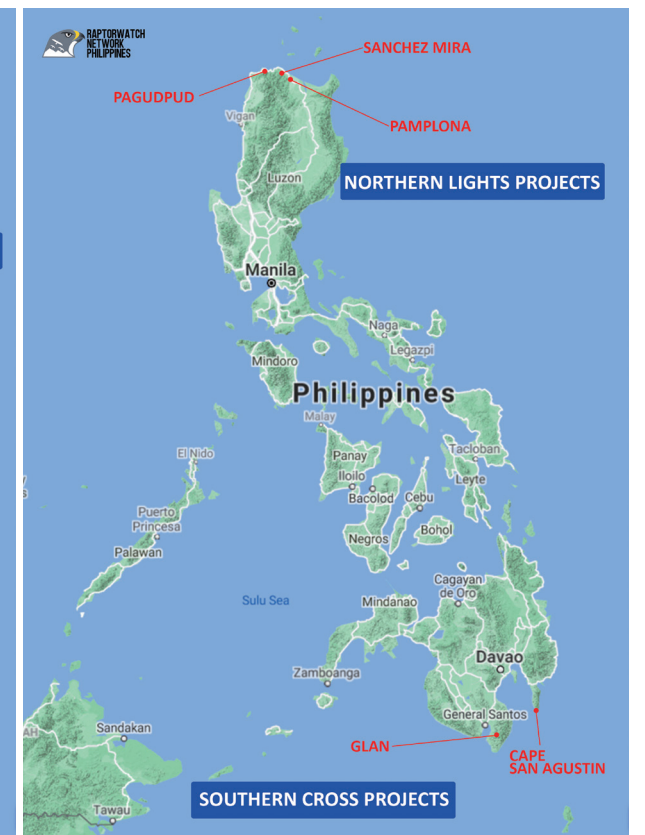 RAPTORWATCH
NETWORK
PHILIPPINES
SANCHEZ MIRA
PAGUDPUD
PAMPLONA
Vigan
NORTHERN LIGHTS PROJECTS
Luzon
Manila
Naga
Legazpi
Mindoro
Philippines
Malay
El Nido
Panay
Tacloban
Iloilo
Leyte
Bacolod
Cebu
Puerto
Princesa
Negros
Bohol
Palawan
Cagayan
de Oro
Sulu Sea
Mindanao
Davao
Zamboanga
General Santos
AH
Sandakan
GLAN
CAPE
SAN AGUSTIN
SOUTHERN CROSS PROJECTS
Tawau